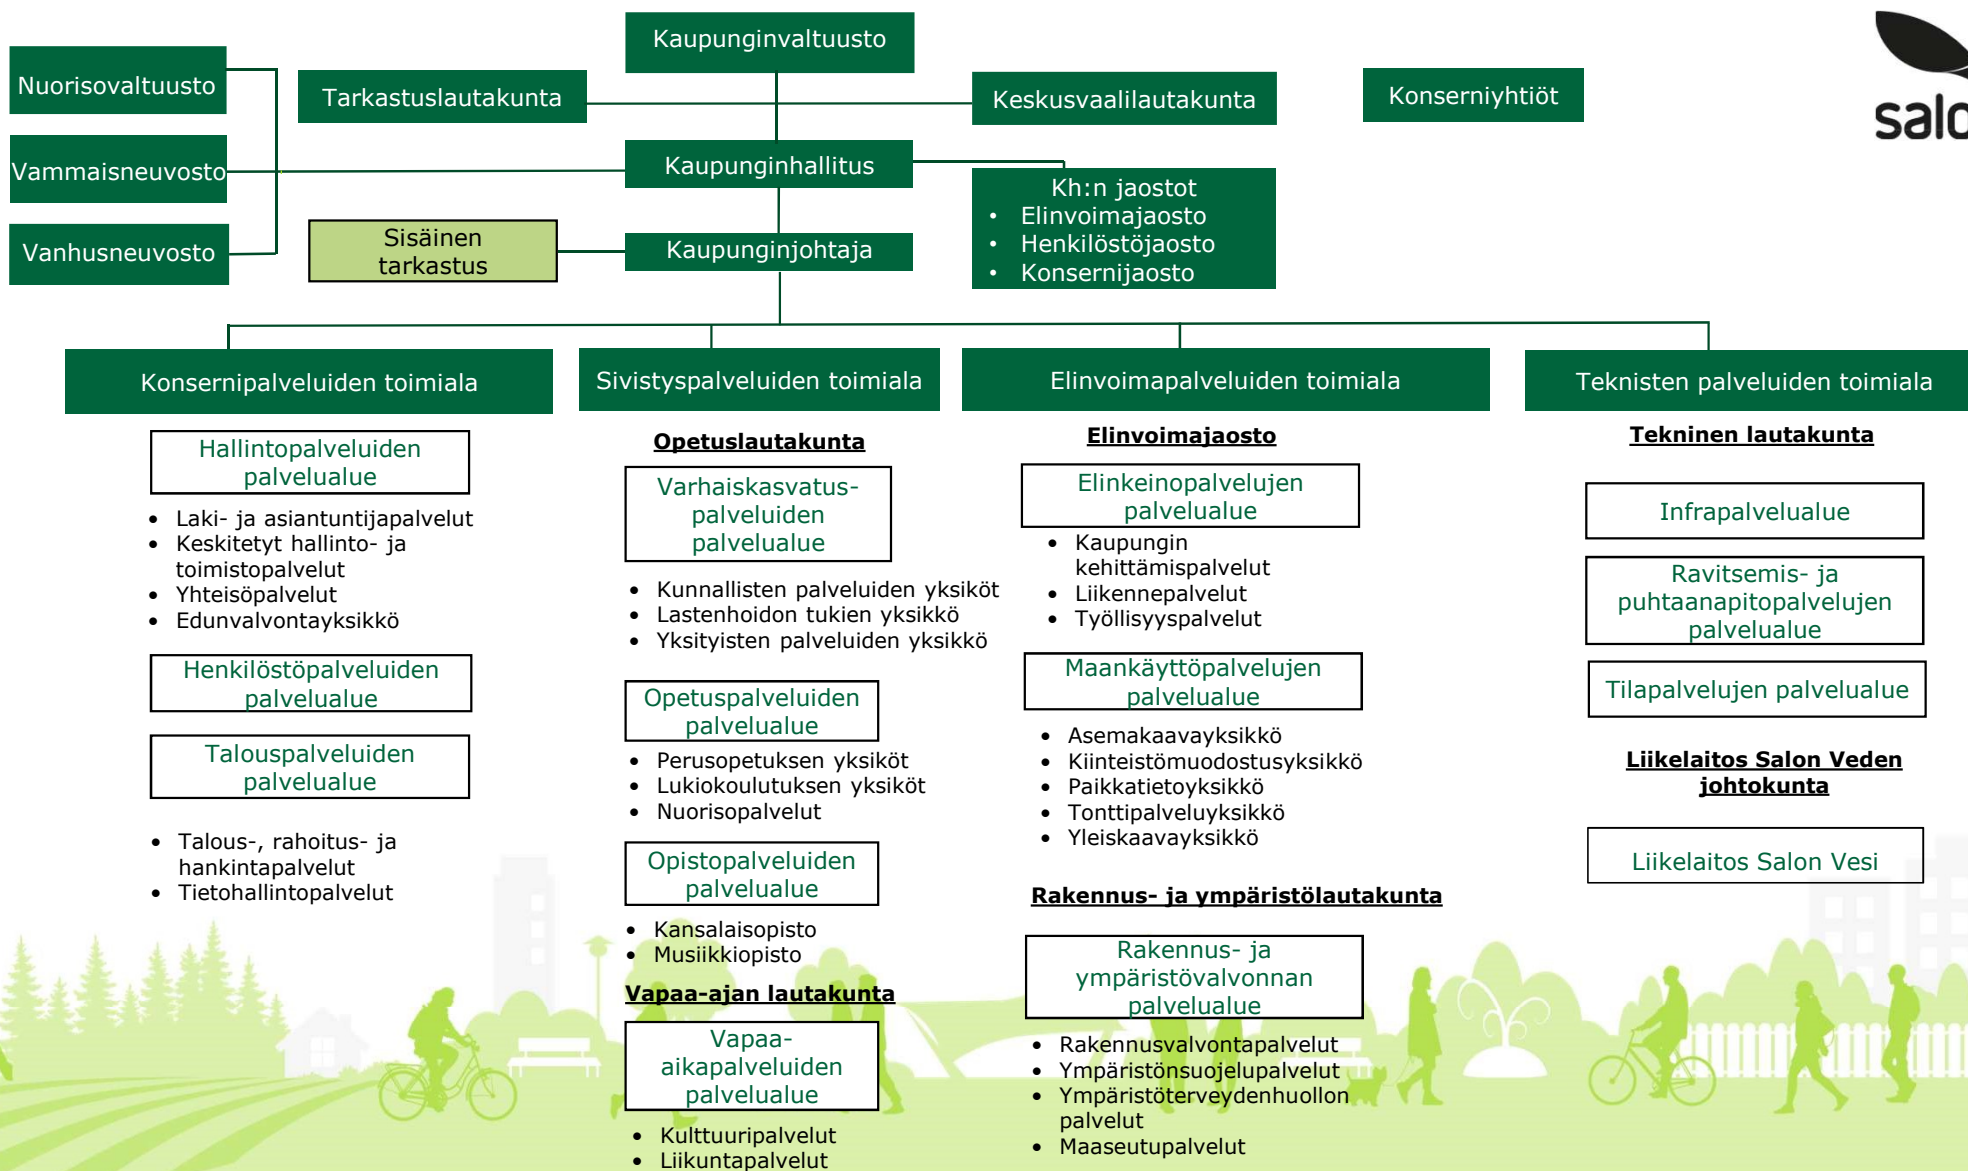 Kaupunginvaltuusto
Nuorisovaltuusto
Tarkastuslautakunta
Keskusvaalilautakunta
Konserniyhtiöt
Vammaisneuvosto
Kaupunginhallitus
Kh:n jaostot
• Elinvoimajaosto
• Henkilöstöjaosto
• Konsernijaosto
Vanhusneuvosto
Sisäinen
tarkastus
Kaupunginjohtaja
Konsernipalveluiden toimiala
Hallintopalveluiden
palvelualue
• Laki- ja asiantuntijapalvelut
• Keskitetyt hallinto- ja
toimistopalvelut
• Yhteisöpalvelut
• Edunvalvontayksikkö
Henkilöstöpalveluiden
palvelualue
Talouspalveluiden
palvelualue
• Talous-, rahoitus- ja
hankintapalvelut
• Tietohallintopalvelut
Sivistyspalveluiden toimiala
Opetuslautakunta
Varhaiskasvatus-
palveluiden
palvelualue
• Kunnallisten palveluiden yksiköt
• Lastenhoidon tukien yksikkö
• Yksityisten palveluiden yksikkö
Opetuspalveluiden
palvelualue
• Perusopetuksen yksiköt
• Lukiokoulutuksen yksiköt
• Nuorisopalvelut
Opistopalveluiden
palvelualue
• Kansalaisopisto
• Musiikkiopisto
Vapaa-ajan lautakunta
Vapaa-
aikapalveluiden
palvelualue
• Kulttuuripalvelut
• Liikuntapalvelut
Elinvoimapalveluiden toimiala
Elinvoimajaosto
Elinkeinopalvelujen
palvelualue
• Kaupungin
kehittämispalvelut
• Liikennepalvelut
• Työllisyyspalvelut
Maankäyttöpalvelujen
palvelualue
• Asemakaavayksikkö
• Kiinteistömuodostusyksikkö
• Paikkatietoyksikkö
• Tonttipalveluyksikkö
• Yleiskaavayksikkö
Rakennus- ja ympäristölautakunta
Rakennus- ja
ympäristövalvonnan
palvelualue
• Rakennusvalvontapalvelut
• Ympäristönsuojelupalvelut
• Ympäristöterveydenhuollon
palvelut
• Maaseutupalvelut
Teknisten palveluiden toimiala
Tekninen lautakunta
Infrapalvelualue
Ravitsemis- ja
puhtaanapitopalvelujen
palvelualue
Tilapalvelujen palvelualue
Liikelaitos Salon Veden
johtokunta
Liikelaitos Salon Vesi
salo